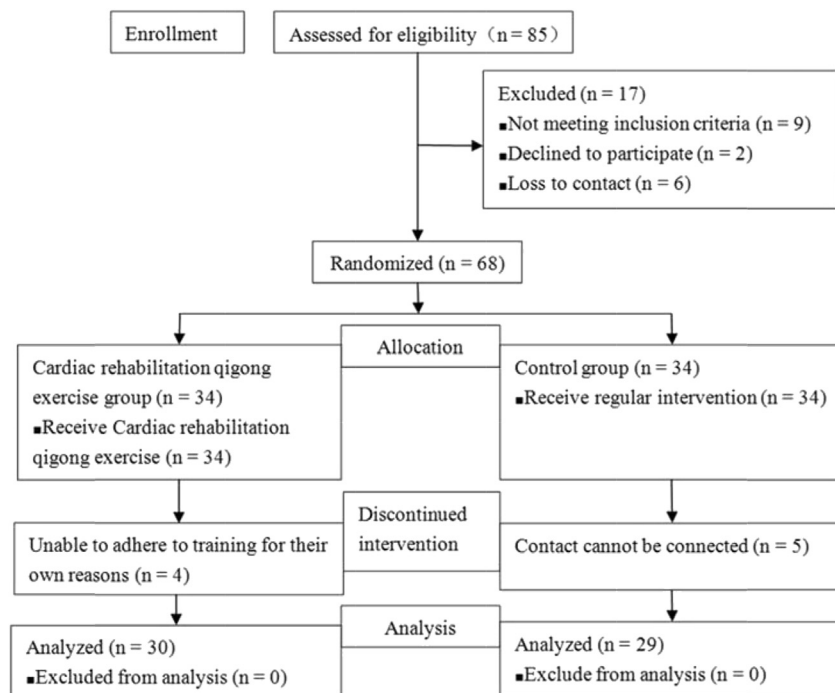 Enrollment
Assessed for eligibility（n = 85）
Excluded (n = 17)
■Not meeting inclusion criteria (n = 9)
■Declined to participate (n = 2)
■Loss to contact (n = 6)
Randomized (n = 68)
Allocation
Cardiac rehabilitation qigong
exercise group (n = 34)
■Receive Cardiac rehabilitation
qigong exercise (n = 34)
Control group (n = 34)
■Receive regular intervention (n = 34)
Discontinued
intervention
Unable to adhere to training for their
own reasons (n = 4)
Contact cannot be connected (n = 5)
Analysis
Analyzed (n = 30)
■Excluded from analysis (n = 0)
Analyzed (n = 29)
■Exclude from analysis (n = 0)